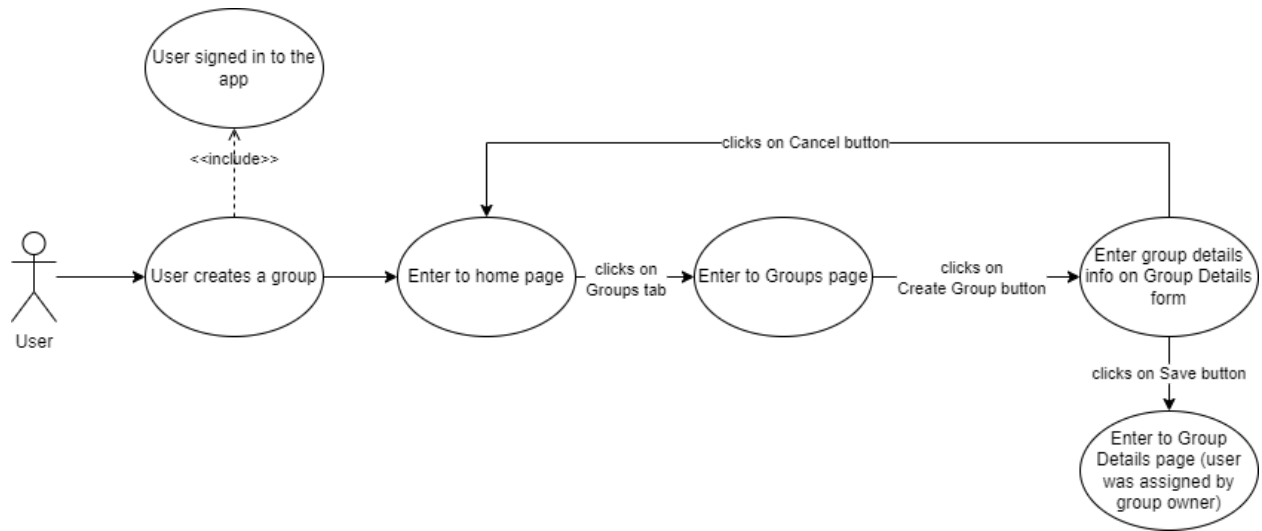 User signed in to the
app
<<include>>
clicks on Cancel button
User
User creates a group
Enter to home page
clicks on
Groups tab
Enter to Groups page
clicks on
Create Group button
Enter group details
info on Group Details
form
clicks on Save button
Enter to Group
Details page (user
was assigned by
group owner)